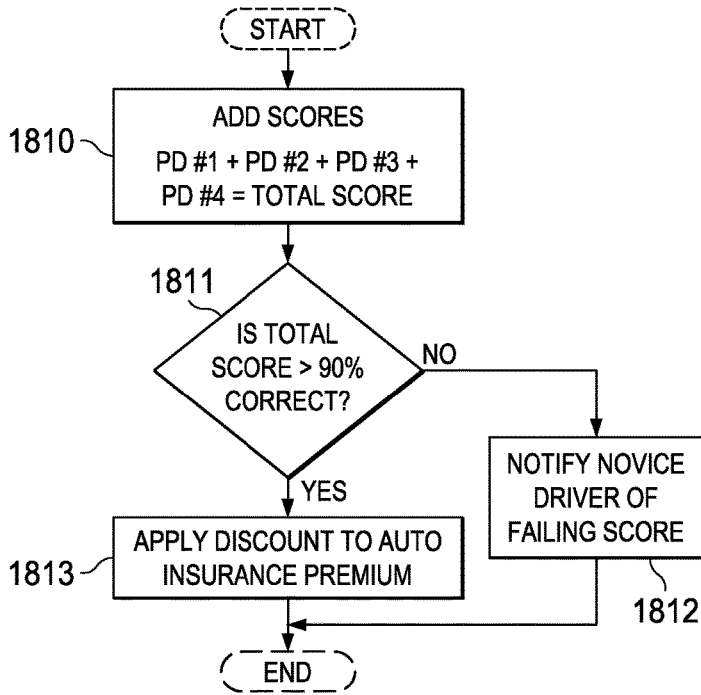 START
1810
ADD SCORES
PD #1 + PD #2 + PD #3 +
PD #4 = TOTAL SCORE
1811
IS TOTAL
SCORE > 90%
CORRECT?
NO
YES
NOTIFY NOVICE
DRIVER OF
FAILING SCORE
1812
1813
APPLY DISCOUNT TO AUTO
INSURANCE PREMIUM
END